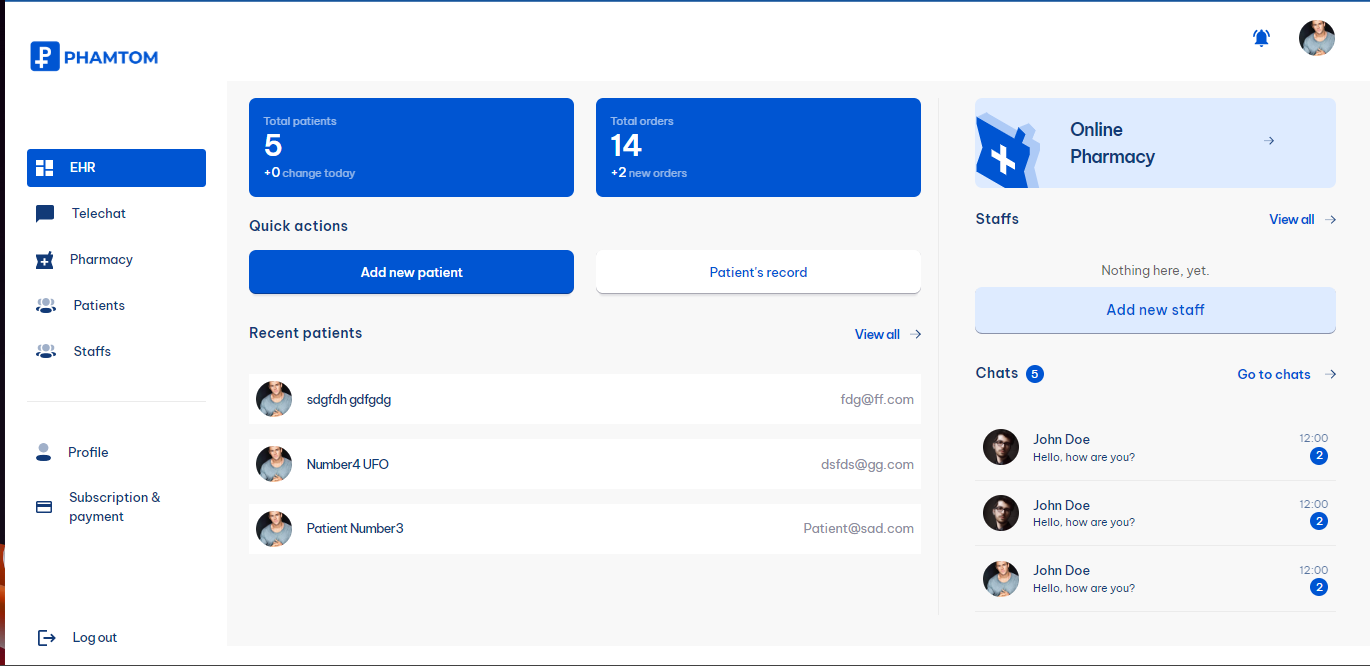 PHAMTOM
EHR
Telechat
Pharmacy
Patients
Staffs
Profile
Subscription &
payment
Log out
Total patients
5
+0 change today
Total orders
14
+2 new orders
Quick actions
Add new patient
Patient's record
Recent patients
View all
sdgfdh gdfgdg
fdg@ff.com
Number4 UFO
dsfds@gg.com
Patient Number3
Patient@sad.com
Online
Pharmacy
Staffs
View all
Nothing here, yet.
Add new staff
Chats 5
Go to chats
John Doe
12:00
Hello, how are you?
2
John Doe
12:00
Hello, how are you?
2
John Doe
12:00
Hello, how are you?
2